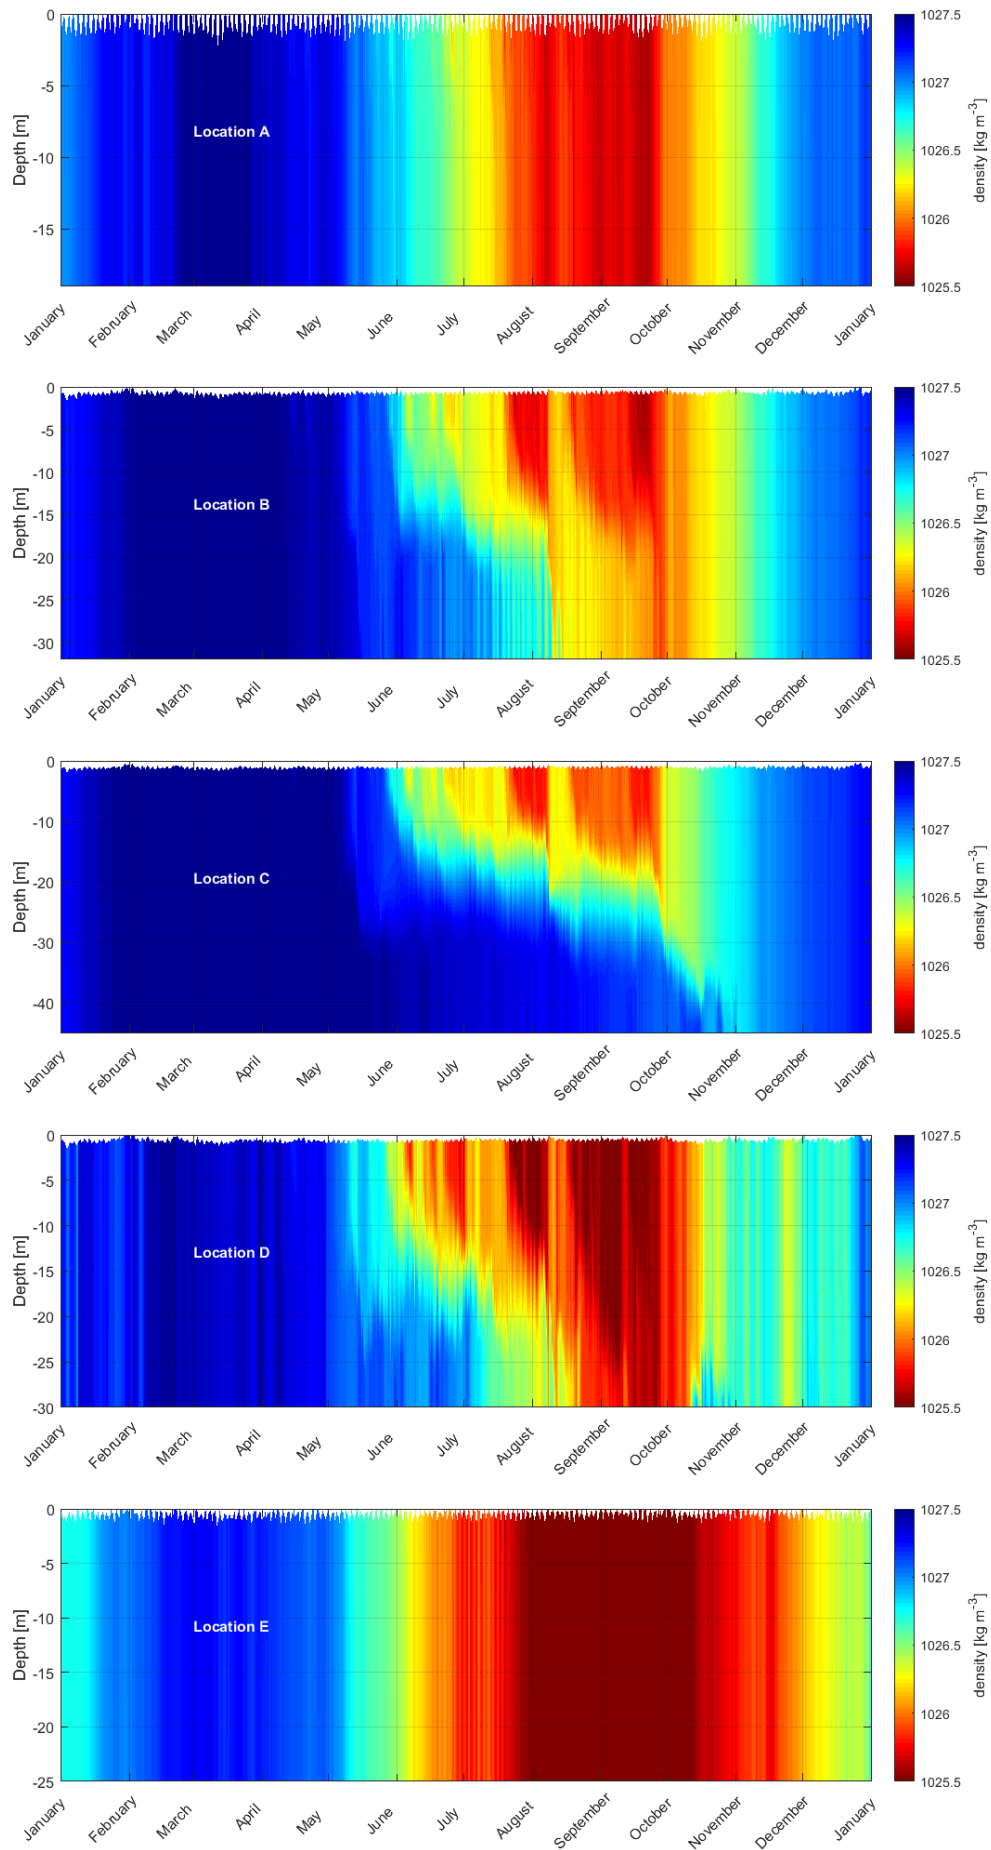 0
-5
-10
-15
Depth [m]
Location A
January
February
March
April
May
June
July
August
September
October
November
December
January
1027.5
1027
1026.5
1026
1025.5
density [kg m-3]
0
-5
-10
-15
-20
-25
-30
Depth [m]
Location B
January
February
March
April
May
June
July
August
September
October
November
December
January
1027.5
1027
1026.5
1026
1025.5
density [kg m-3]
0
-10
-20
-30
-40
Depth [m]
Location C
January
February
March
April
May
June
July
August
September
October
November
December
January
1027.5
1027
1026.5
1026
1025.5
density [kg m-3]
0
-5
-10
-15
-20
-25
-30
Depth [m]
Location D
January
February
March
April
May
June
July
August
September
October
November
December
January
1027.5
1027
1026.5
1026
1025.5
density [kg m-3]
0
-5
-10
-15
-20
-25
Depth [m]
Location E
January
February
March
April
May
June
July
August
September
October
November
December
January
1027.5
1027
1026.5
1026
1025.5
density [kg m-3]